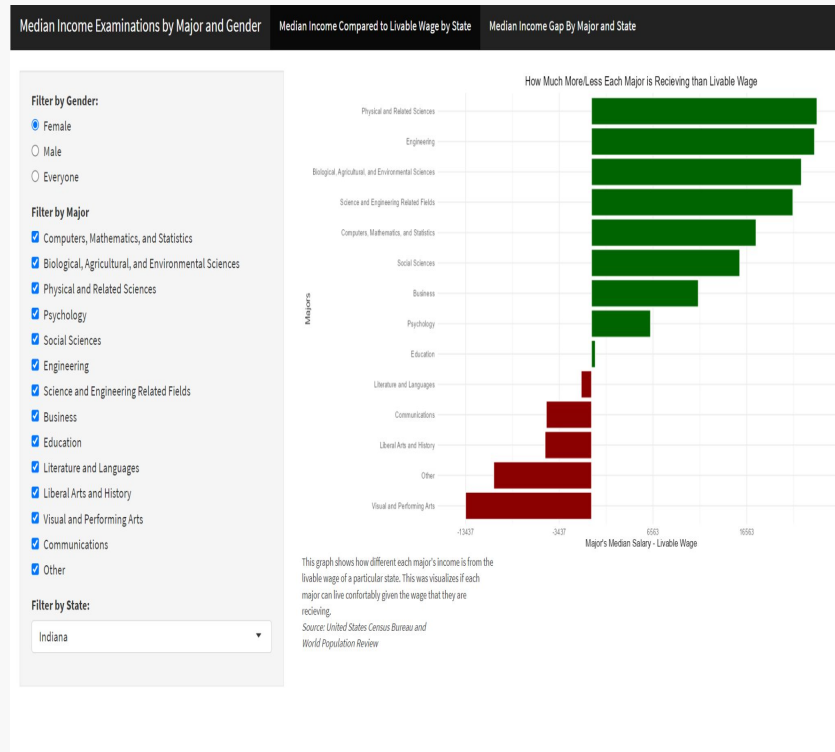 Median Income Examinations by Major and Gender
Median Income Compared to Livable Wage by State
Median Income Gap By Major and State
Filter by Gender:
Female
Male
Everyone
Filter by Major
Computers, Mathematics, and Statistics
Biological, Agricultural, and Environmental Sciences
Physical and Related Sciences
Psychology
Social Sciences
Engineering
Science and Engineering Related Fields
Business
Education
Literature and Languages
Liberal Arts and History
Visual and Performing Arts
Communications
Other
Filter by State:
Indiana
How Much More/Less Each Major is Recieving than Livable Wage
Majors
Physical and Related Sciences
Engineering
Biological, Agricultural, and Environmental Sciences
Science and Engineering Related Fields
Computers, Mathematics, and Statistics
Social Sciences
Business
Psychology
Education
Literature and Languages
Communications
Liberal Arts and History
Other
Visual and Performing Arts
-13437
-3437
6563
16563
Major's Median Salary - Livable Wage
This graph shows how different each major's income is from the
livable wage of a particular state. This was visualizes if each
major can live confortably given the wage that they are
recieving.
Source: United States Census Bureau and
World Population Review